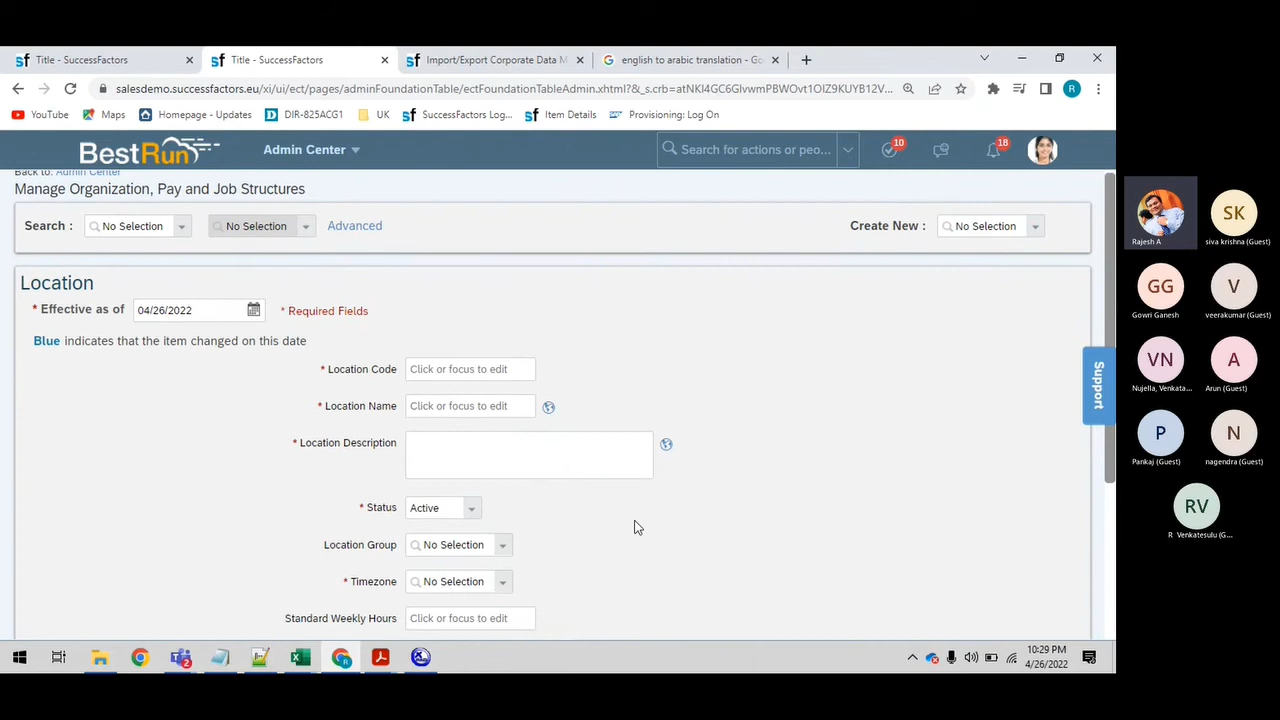 Title - SuccessFactors
Title - SuccessFactors
Import/Export Corporate Data M
english to arabic translation - Go
salesdemo.successfactors.eu/xi/ui/ect/pages/adminFoundationTable/ectFoundationTableAdmin.xhtml?&_s.crb=atNKl4GC6GlvwmPBWOvt1OlZ9KUYB12V...
YouTube
Maps
Homepage - Updates
DIR-825ACG1
UK
SuccessFactors Log...
Item Details
Provisioning: Log On
BestRun
Admin Center
Search for actions or peo...
10
18
Back to: Admin Center
Manage Organization, Pay and Job Structures
Search :
No Selection
No Selection
Advanced
Create New :
No Selection
Location
* Effective as of
04/26/2022
* Required Fields
Blue indicates that the item changed on this date
* Location Code
Click or focus to edit
* Location Name
Click or focus to edit
* Location Description
* Status
Active
Location Group
No Selection
* Timezone
No Selection
Standard Weekly Hours
Click or focus to edit
Support
2
10:29 PM
4/26/2022
Rajesh A
SK
siva krishna (Guest)
GG
Gowri Ganesh
V
veerakumar (Guest)
VN
Nujella, Venkata...
A
Arun (Guest)
P
Pankaj (Guest)
N
nagendra (Guest)
RV
R Venkatesulu (G...